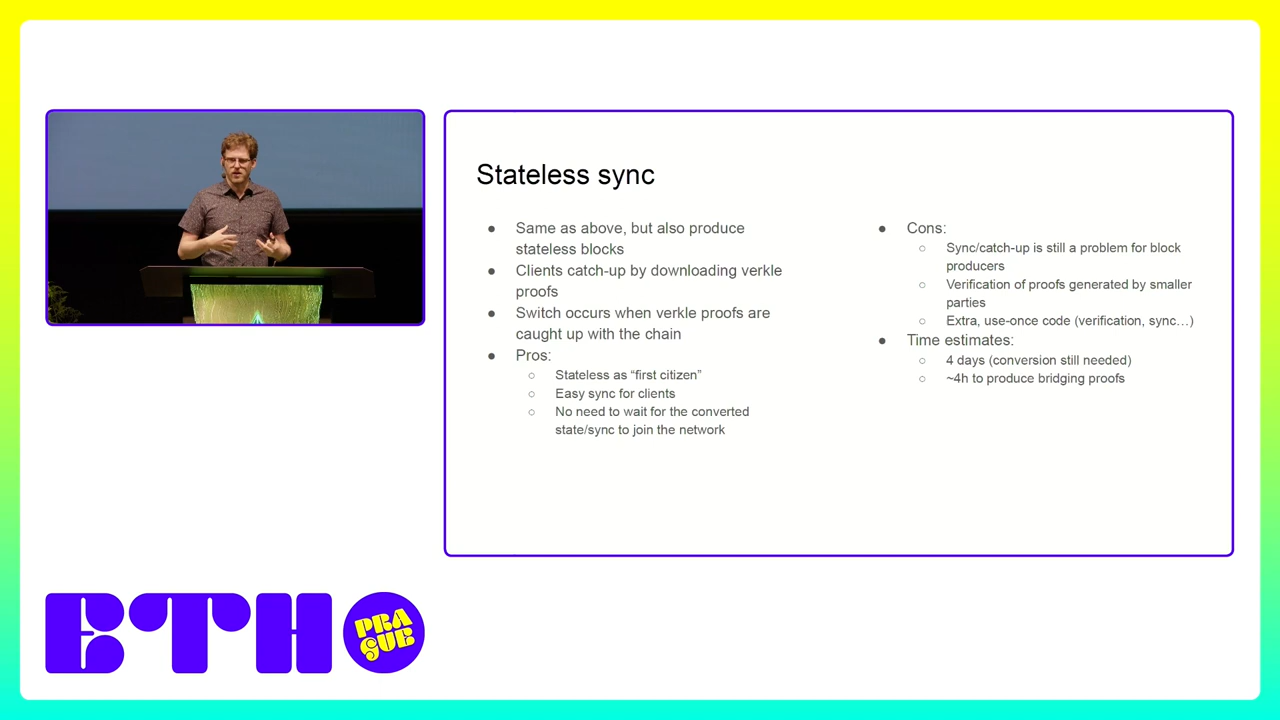 Stateless sync
● Same as above, but also produce
stateless blocks
● Clients catch-up by downloading verkle
proofs
● Switch occurs when verkle proofs are
caught up with the chain
● Pros:
○ Stateless as “first citizen”
○ Easy sync for clients
○ No need to wait for the converted
state/sync to join the network
● Cons:
○ Sync/catch-up is still a problem for block
producers
○ Verification of proofs generated by smaller
parties
○ Extra, use-once code (verification, sync…)
● Time estimates:
○ 4 days (conversion still needed)
○ ~4h to produce bridging proofs
ETH
PRA
GUE